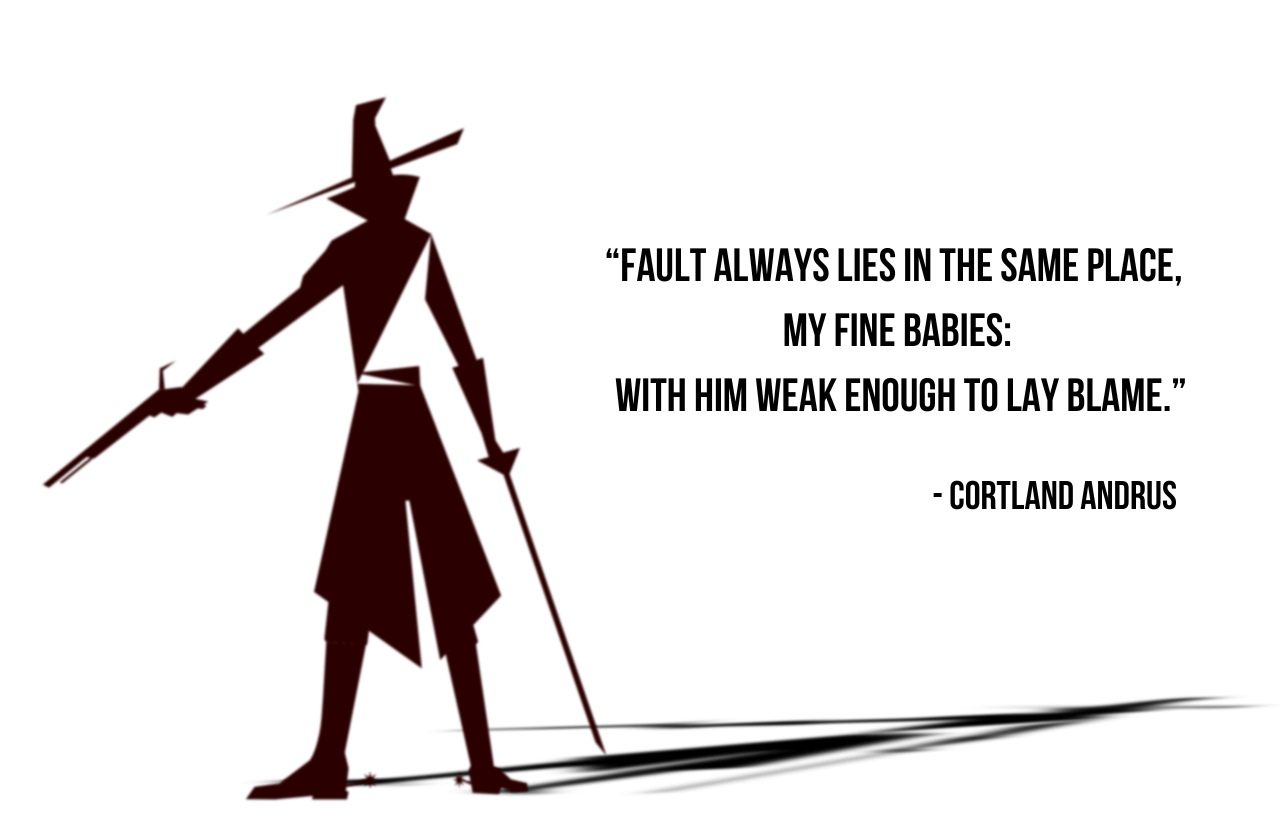 “FAULT ALWAYS LIES IN THE SAME PLACE,
MY FINE BABIES:
WITH HIM WEAK ENOUGH TO LAY BLAME.”
- CORTLAND ANDRUS